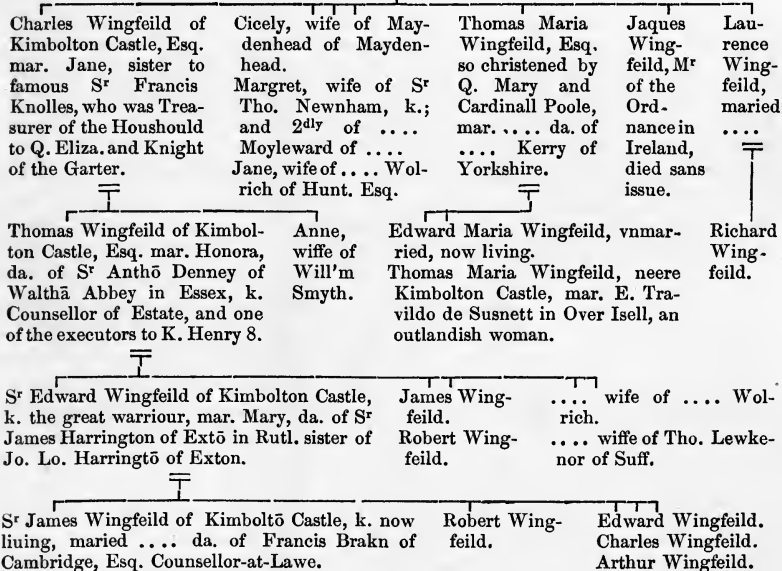 Charles Wingfeild of
Kimbolton Castle, Esq.
mar. Jane, sister to
famous Sʳ Francis
Knolles, who was Trea-
surer of the Houshould
to Q. Eliza. and Knight
of the Garter.
Cicely, wife of May-
denhead of Mayden-
head.
Margret, wife of Sʳ
Tho. Newnham, k.;
and 2ᵈˡʸ of ....
Moyleward of ....
Jane, wife of .... Wol-
rich of Hunt. Esq.
Thomas Maria
Wingfeild, Esq.
so christened by
Q. Mary and
Cardinall Poole,
mar. .... da. of
.... Kerry of
Yorkshire.
Jaques
Wing-
feild, Mʳ
of the
Ord-
nance in
Ireland,
died sans
issue.
Lau-
rence
Wing-
feild,
maried
....
Thomas Wingfeild of Kimbol-
ton Castle, Esq. mar. Honora,
da. of Sʳ Anthō Denney of
Walthā Abbey in Essex, k.
Counsellor of Estate, and one
of the executors to K. Henry 8.
Anne,
wiffe of
Will'm
Smyth.
Edward Maria Wingfeild, vnmar-
ried, now living.
Thomas Maria Wingfeild, neere
Kimbolton Castle, mar. E. Tra-
vildo de Susnett in Over Isell, an
outlandish woman.
Richard
Wing-
feild.
Sʳ Edward Wingfeild of Kimbolton Castle,
k. the great warriour, mar. Mary, da. of Sʳ
James Harrington of Extō in Rutl. sister of
Jo. Lo. Harringtō of Exton.
James Wing-
feild.
Robert Wing-
feild.
.... wife of .... Wol-
rich.
.... wiffe of Tho. Lewke-
nor of Suff.
Sʳ James Wingfeild of Kimboltō Castle, k. now
liuing, maried .... da. of Francis Brakn of
Cambridge, Esq. Counsellor-at-Lawe.
Robert Wing-
feild.
Edward Wingfeild.
Charles Wingfeild.
Arthur Wingfeild.